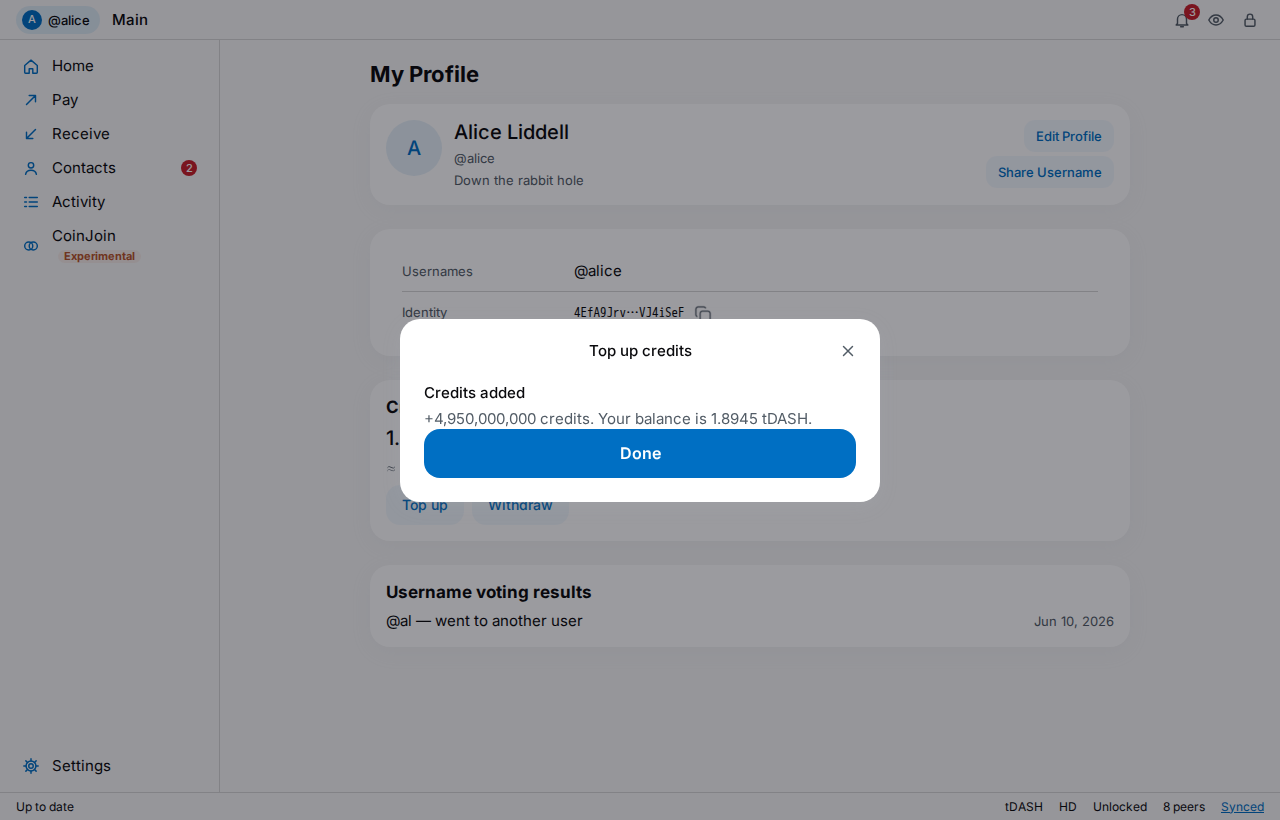 A @alice Main 3
Home
Pay
Receive
Contacts 2
Activity
CoinJoin
Experimental
Settings
My Profile
A
Alice Liddell
@alice
Down the rabbit hole
Edit Profile
Share Username
Usernames @alice
Identity 4EfA9Jrv⋯VJ4iSeF
Top up credits
Credits added
+4,950,000,000 credits. Your balance is 1.8945 tDASH.
Done
C
1.
≈
Top up Withdraw
Username voting results
@al — went to another user Jun 10, 2026
Up to date tDASH HD Unlocked 8 peers Synced